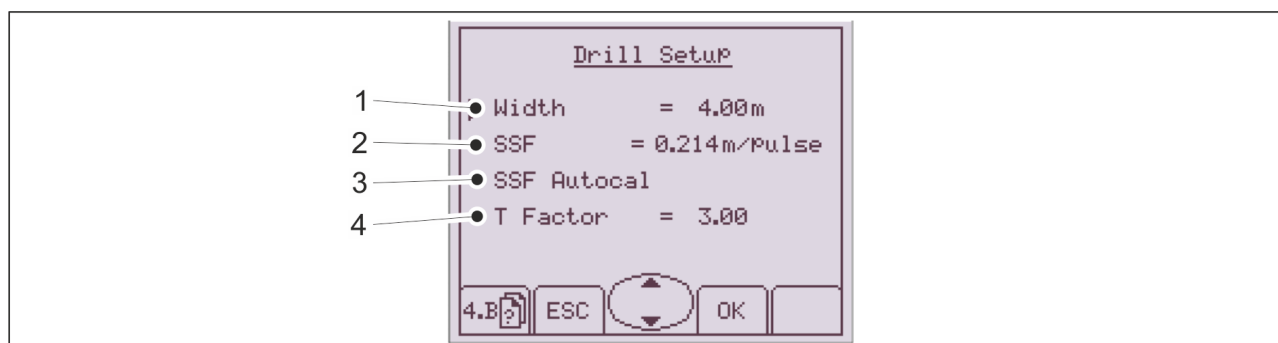 Drill Setup
1 Width = 4.00m
2 SSF = 0.214m/pulse
3 SSF Autocal
4 T Factor = 3.00
4.B ? ESC OK